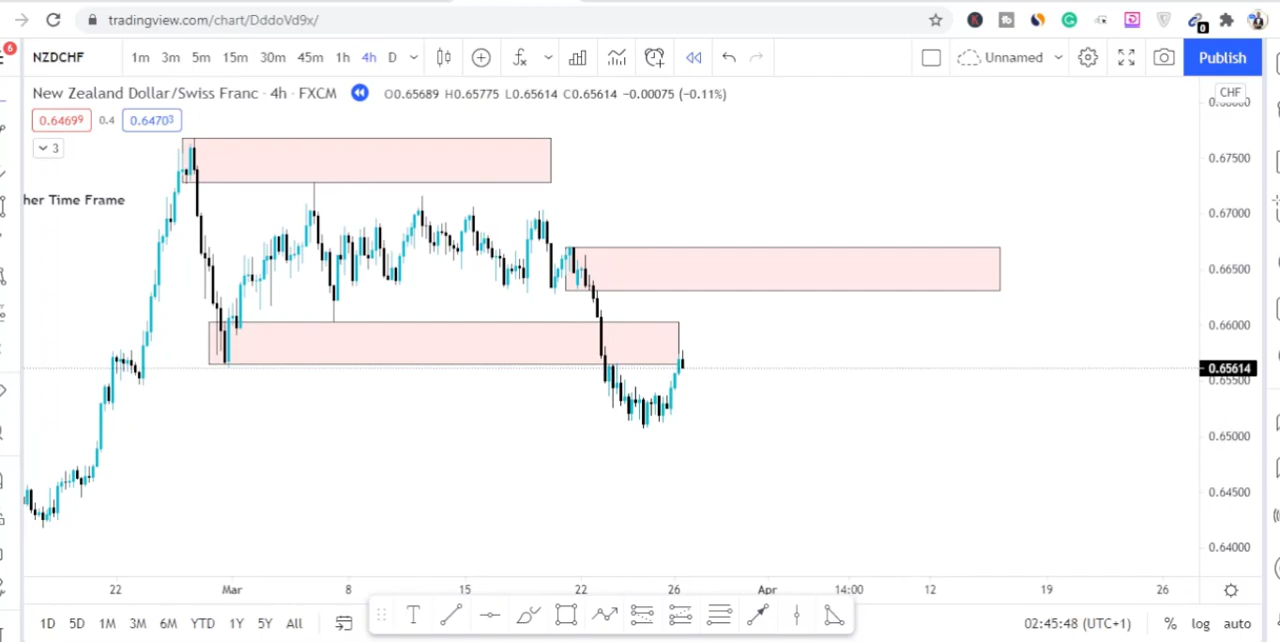 tradingview.com/chart/DddoVd9x/
0
6
NZDCHF 1m 3m 5m 15m 30m 45m 1h 4h D Unnamed Publish
New Zealand Dollar/Swiss Franc · 4h · FXCM O0.65689 H0.65775 L0.65614 C0.65614 −0.00075 (−0.11%)
CHF
0.64699 0.4 0.64703
3
her Time Frame
0.67500
0.67000
0.66500
0.66000
0.65614
0.65500
0.65000
0.64500
0.64000
22 Mar 8 15 22 26 Apr 14:00 12 19 26
1D 5D 1M 3M 6M YTD 1Y 5Y All T 02:45:48 (UTC+1) % log auto